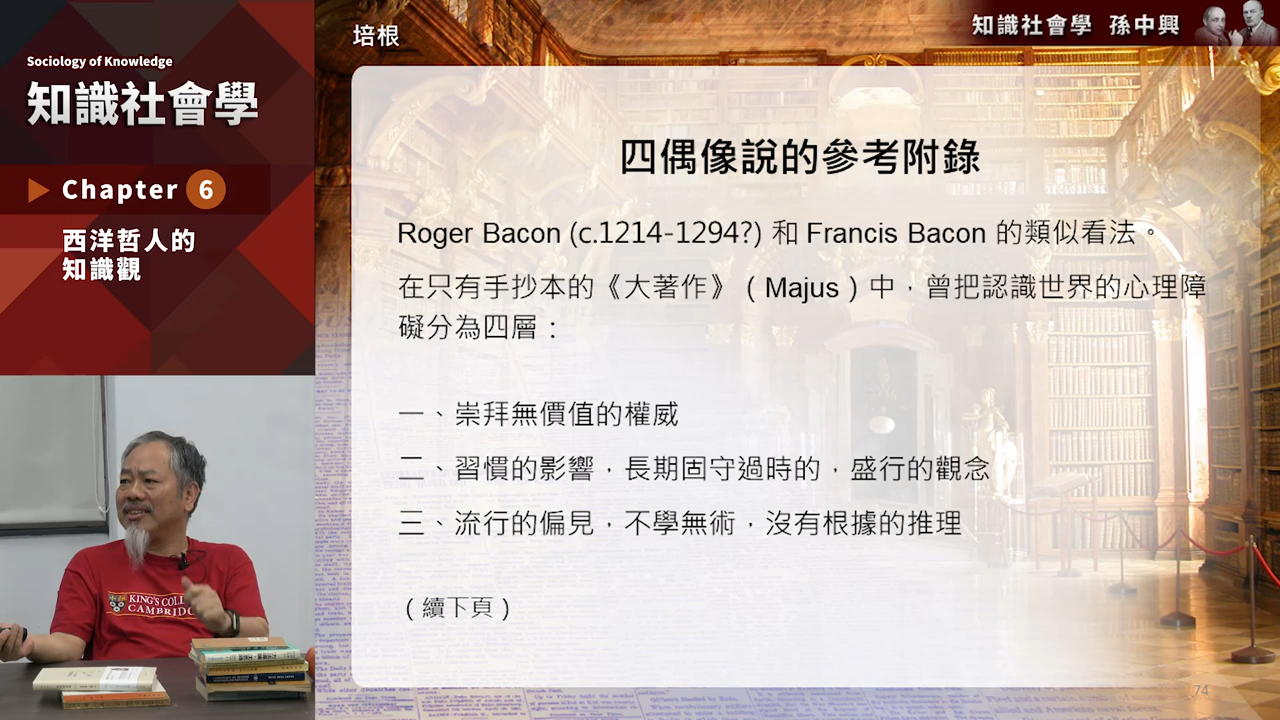 Sociology of Knowledge
知識社會學
Chapter 6
西洋哲人的
知識觀
培根
知識社會學 孫中興
四偶像說的參考附錄
Roger Bacon (c.1214-1294?) 和 Francis Bacon 的類似看法。
在只有手抄本的《大著作》（Majus）中，曾把認識世界的心理障
礙分為四層：
一、崇拜無價值的權威
二、習慣的影響，長期固守過時的，盛行的觀念
三、流行的偏見，不學無術，沒有根據的推理
（續下頁）
74
KING'S COLL
CAMBRIDG